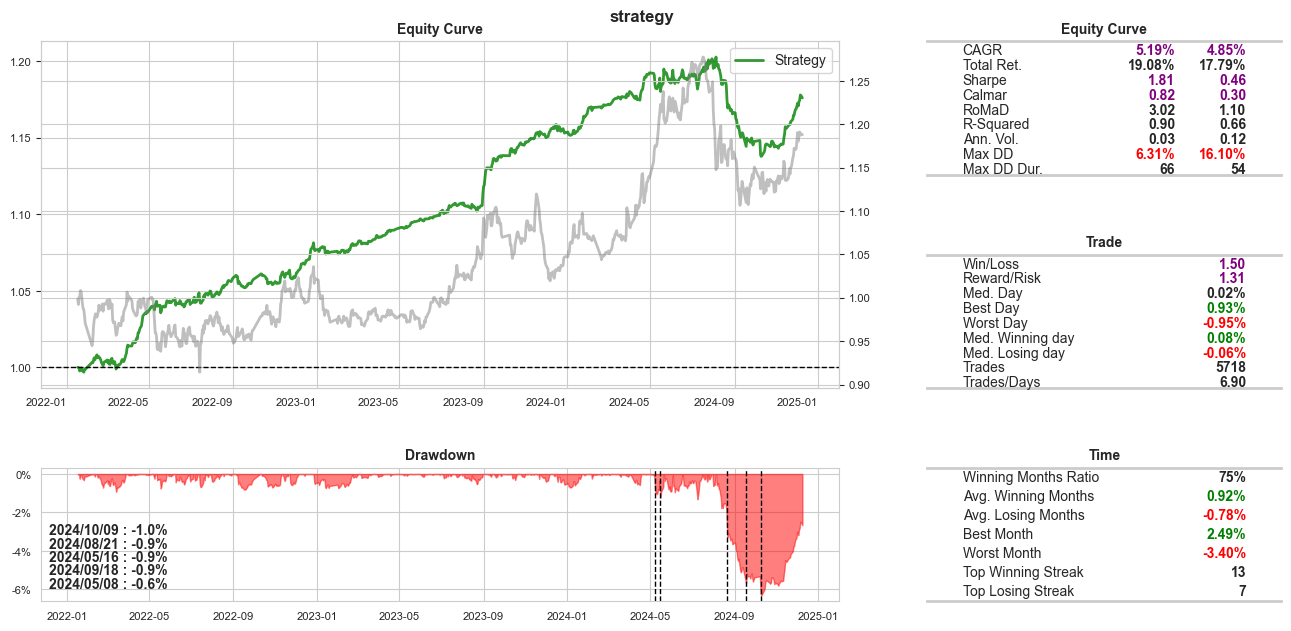 strategy
Equity Curve
1.20
1.15
1.10
1.05
1.00
1.25
1.20
1.15
1.10
1.05
1.00
0.95
0.90
Strategy
2022-01 2022-05 2022-09 2023-01 2023-05 2023-09 2024-01 2024-05 2024-09 2025-01
Drawdown
0%
-2%
-4%
-6%
2024/10/09 : -1.0%
2024/08/21 : -0.9%
2024/05/16 : -0.9%
2024/09/18 : -0.9%
2024/05/08 : -0.6%
2022-01 2022-05 2022-09 2023-01 2023-05 2023-09 2024-01 2024-05 2024-09 2025-01
Equity Curve
CAGR 5.19% 4.85%
Total Ret. 19.08% 17.79%
Sharpe 1.81 0.46
Calmar 0.82 0.30
RoMaD 3.02 1.10
R-Squared 0.90 0.66
Ann. Vol. 0.03 0.12
Max DD 6.31% 16.10%
Max DD Dur. 66 54
Trade
Win/Loss 1.50
Reward/Risk 1.31
Med. Day 0.02%
Best Day 0.93%
Worst Day -0.95%
Med. Winning day 0.08%
Med. Losing day -0.06%
Trades 5718
Trades/Days 6.90
Time
Winning Months Ratio 75%
Avg. Winning Months 0.92%
Avg. Losing Months -0.78%
Best Month 2.49%
Worst Month -3.40%
Top Winning Streak 13
Top Losing Streak 7